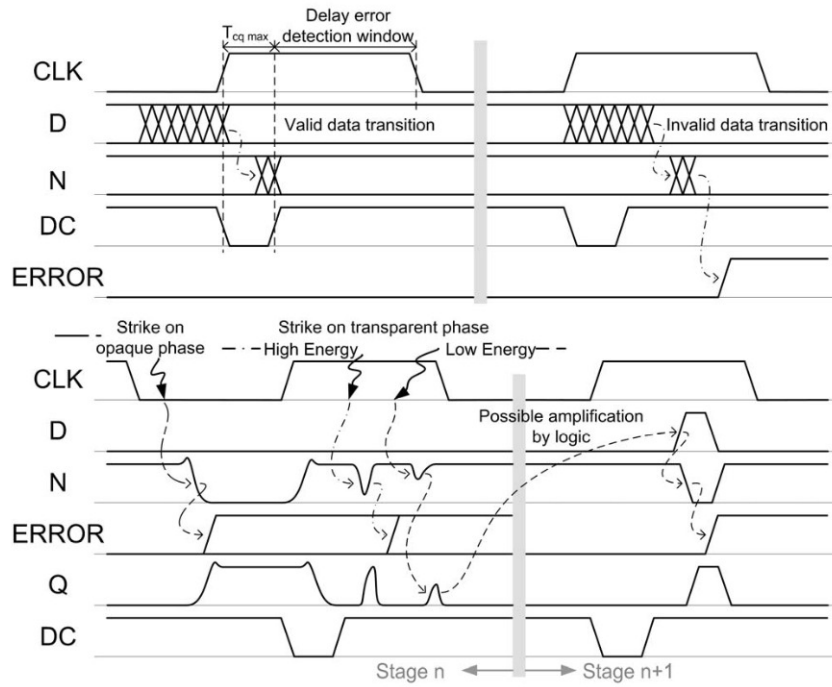 T cq max
Delay error
detection window
CLK
D
Valid data transition
Invalid data transition
N
DC
ERROR
Strike on
opaque phase
Strike on transparent phase
High Energy
Low Energy
CLK
D
Possible amplification
by logic
N
ERROR
Q
DC
Stage n
Stage n+1